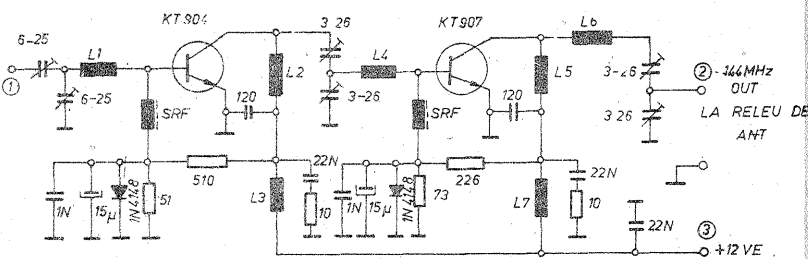 KT904
3-26
KT907
L6
6-25
L1
L2
L4
L5
3-26
② -144MHz
OUT
①
6-25
SRF
120
3-26
SRF
120
3 26
LA RELEU DE
ANT
510
22N
226
22N
1N
15µ
1N4148
51
L3
10
1N
15µ
1N4148
73
L7
10
22N
③
+12 VE